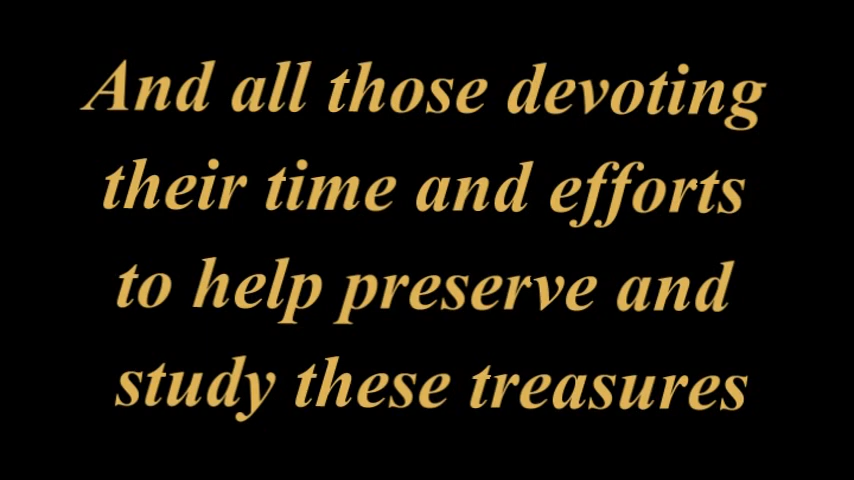 And all those devoting
their time and efforts
to help preserve and
study these treasures